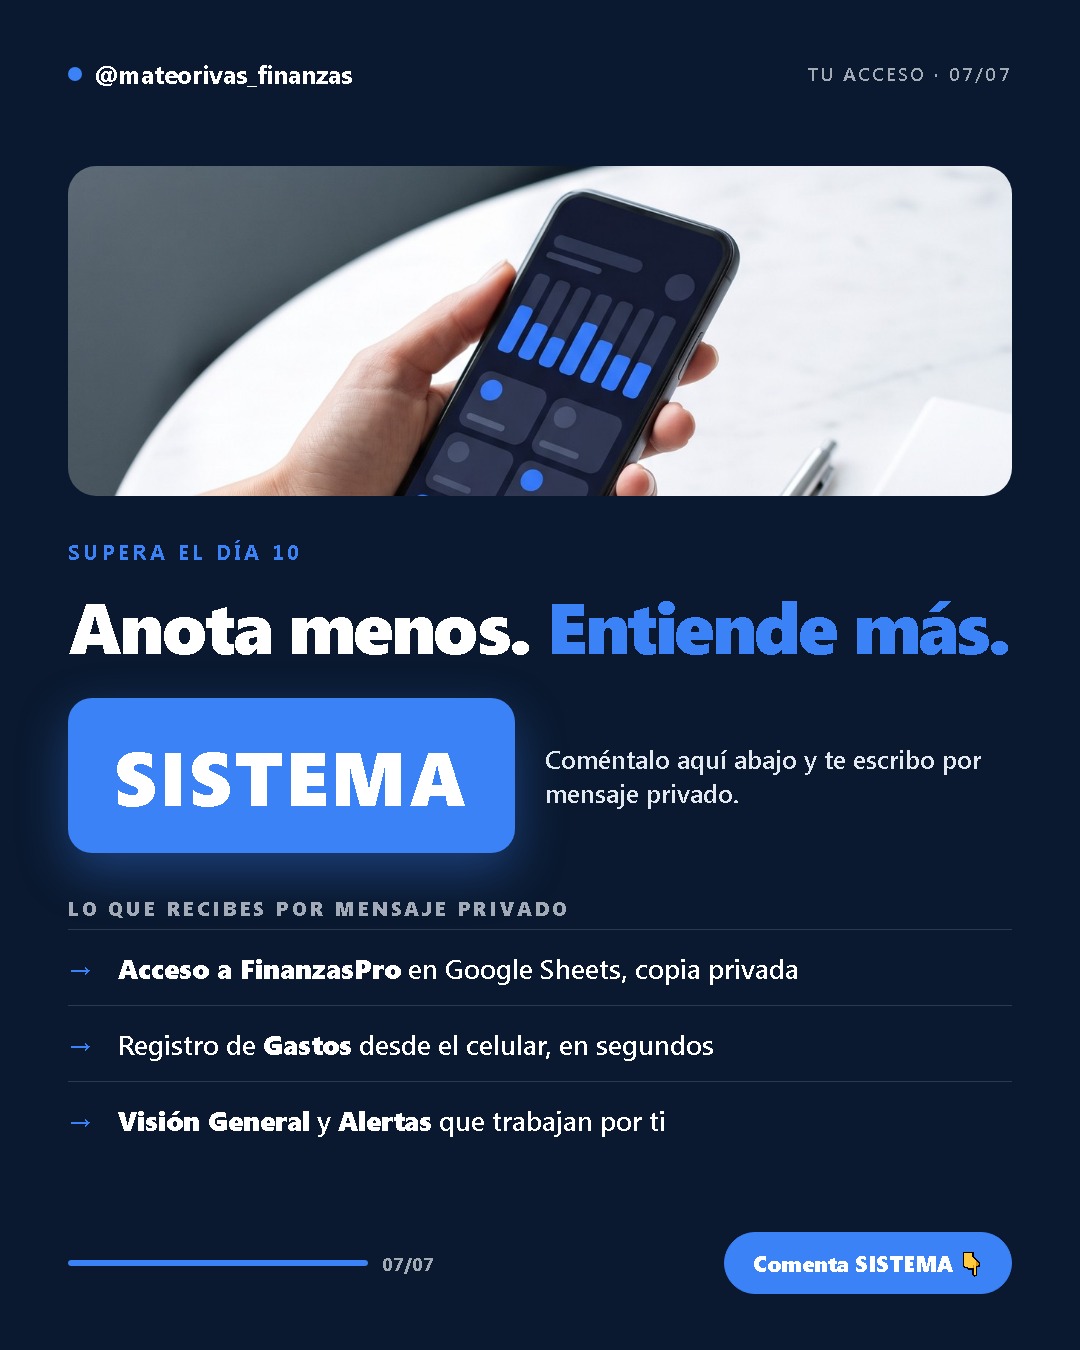 @mateorivas_finanzas
TU ACCESO · 07/07
SUPERA EL DÍA 10
Anota menos. Entiende más.
SISTEMA
Coméntalo aquí abajo y te escribo por
mensaje privado.
LO QUE RECIBES POR MENSAJE PRIVADO
→ Acceso a FinanzasPro en Google Sheets, copia privada
→ Registro de Gastos desde el celular, en segundos
→ Visión General y Alertas que trabajan por ti
07/07
Comenta SISTEMA 👇